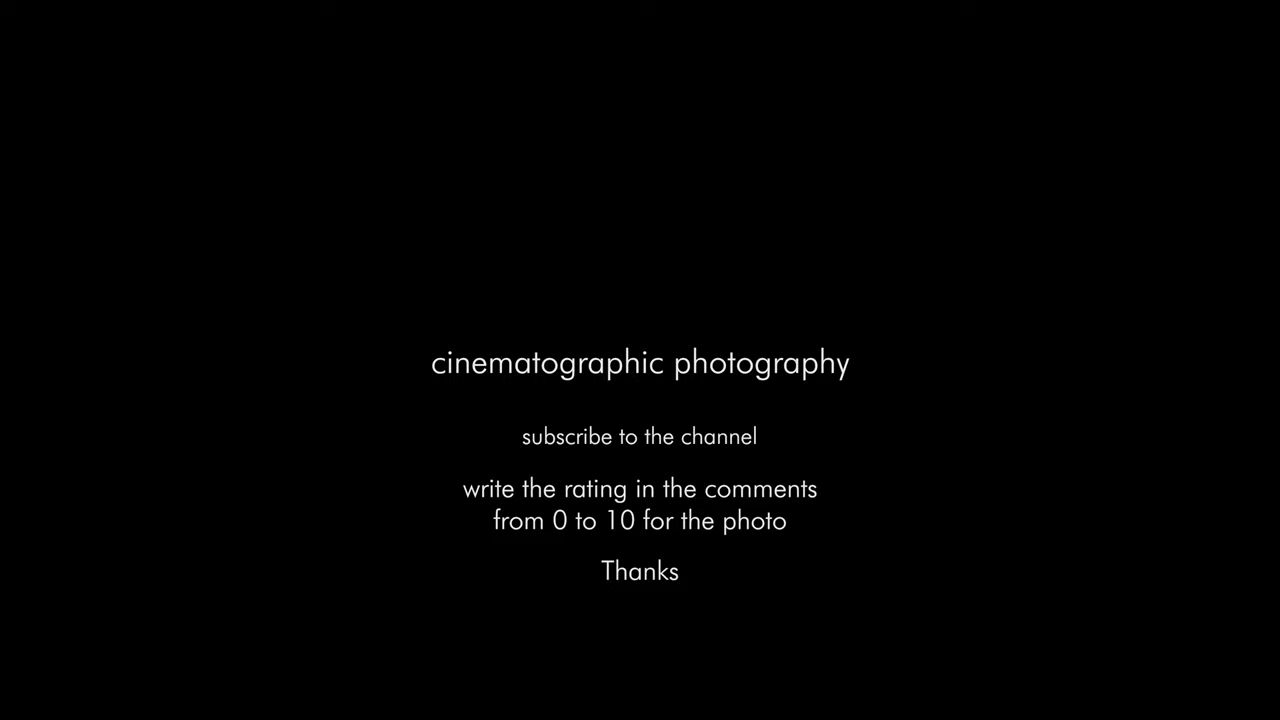 cinematographic photography
subscribe to the channel
write the rating in the comments
from 0 to 10 for the photo
Thanks